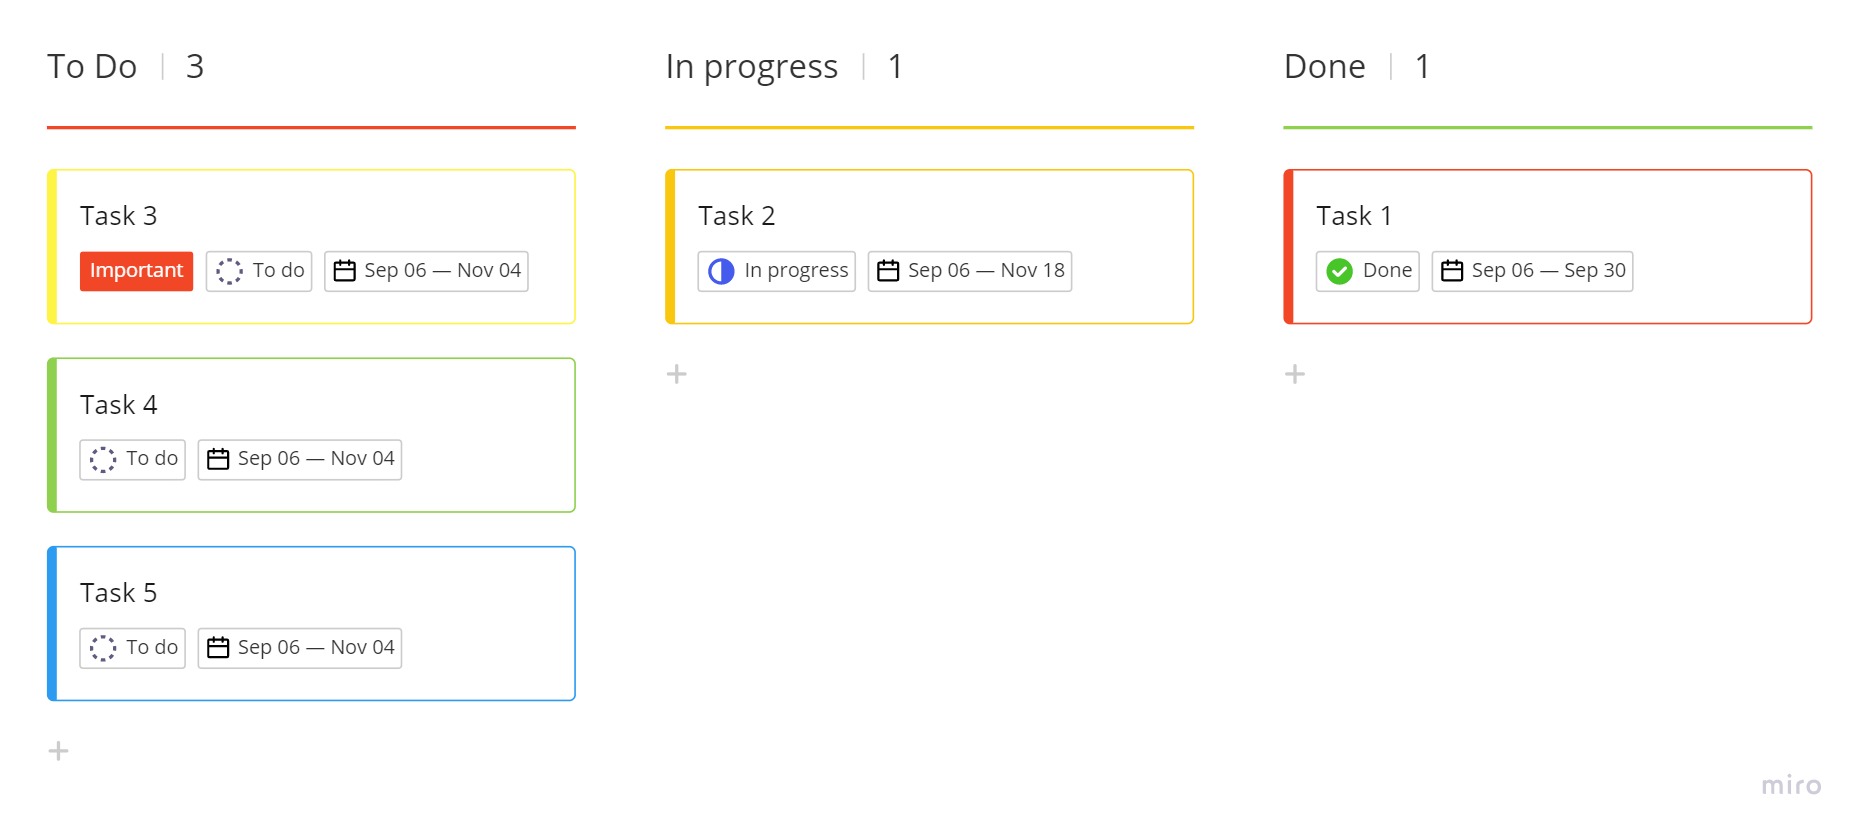 To Do | 3
Task 3
Important To do Sep 06 — Nov 04
Task 4
To do Sep 06 — Nov 04
Task 5
To do Sep 06 — Nov 04
In progress | 1
Task 2
In progress Sep 06 — Nov 18
Done | 1
Task 1
Done Sep 06 — Sep 30
miro